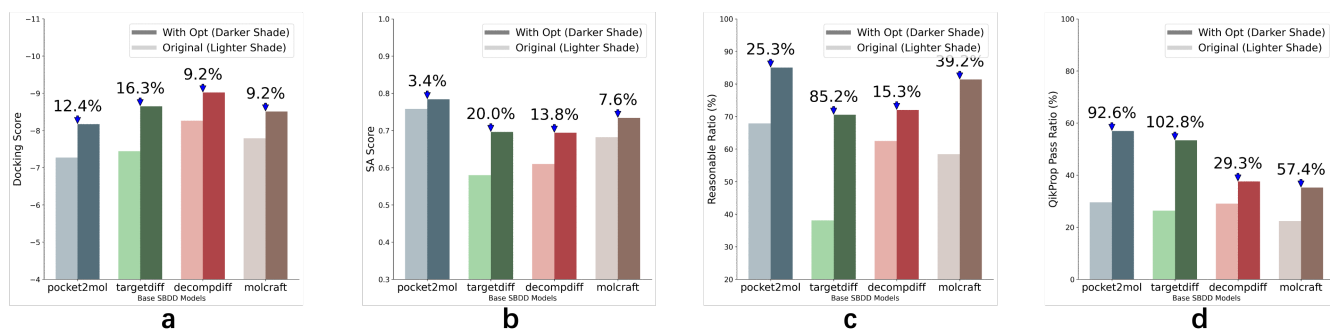 −11
−10
−9
−8
−7
−6
−5
−4
Docking Score
With Opt (Darker Shade)
Original (Lighter Shade)
12.4%
16.3%
9.2%
9.2%
pocket2mol targetdiff decompdiff molcraft
Base SBDD Models
a
1.0
0.9
0.8
0.7
0.6
0.5
0.4
0.3
SA Score
With Opt (Darker Shade)
Original (Lighter Shade)
3.4%
20.0%
13.8%
7.6%
pocket2mol targetdiff decompdiff molcraft
Base SBDD Models
b
100
90
80
70
60
50
40
30
20
Reasonable Ratio (%)
With Opt (Darker Shade)
Original (Lighter Shade)
25.3%
85.2%
15.3%
39.2%
pocket2mol targetdiff decompdiff molcraft
Base SBDD Models
c
100
80
60
40
20
0
QikProp Pass Ratio (%)
With Opt (Darker Shade)
Original (Lighter Shade)
92.6%
102.8%
29.3%
57.4%
pocket2mol targetdiff decompdiff molcraft
Base SBDD Models
d